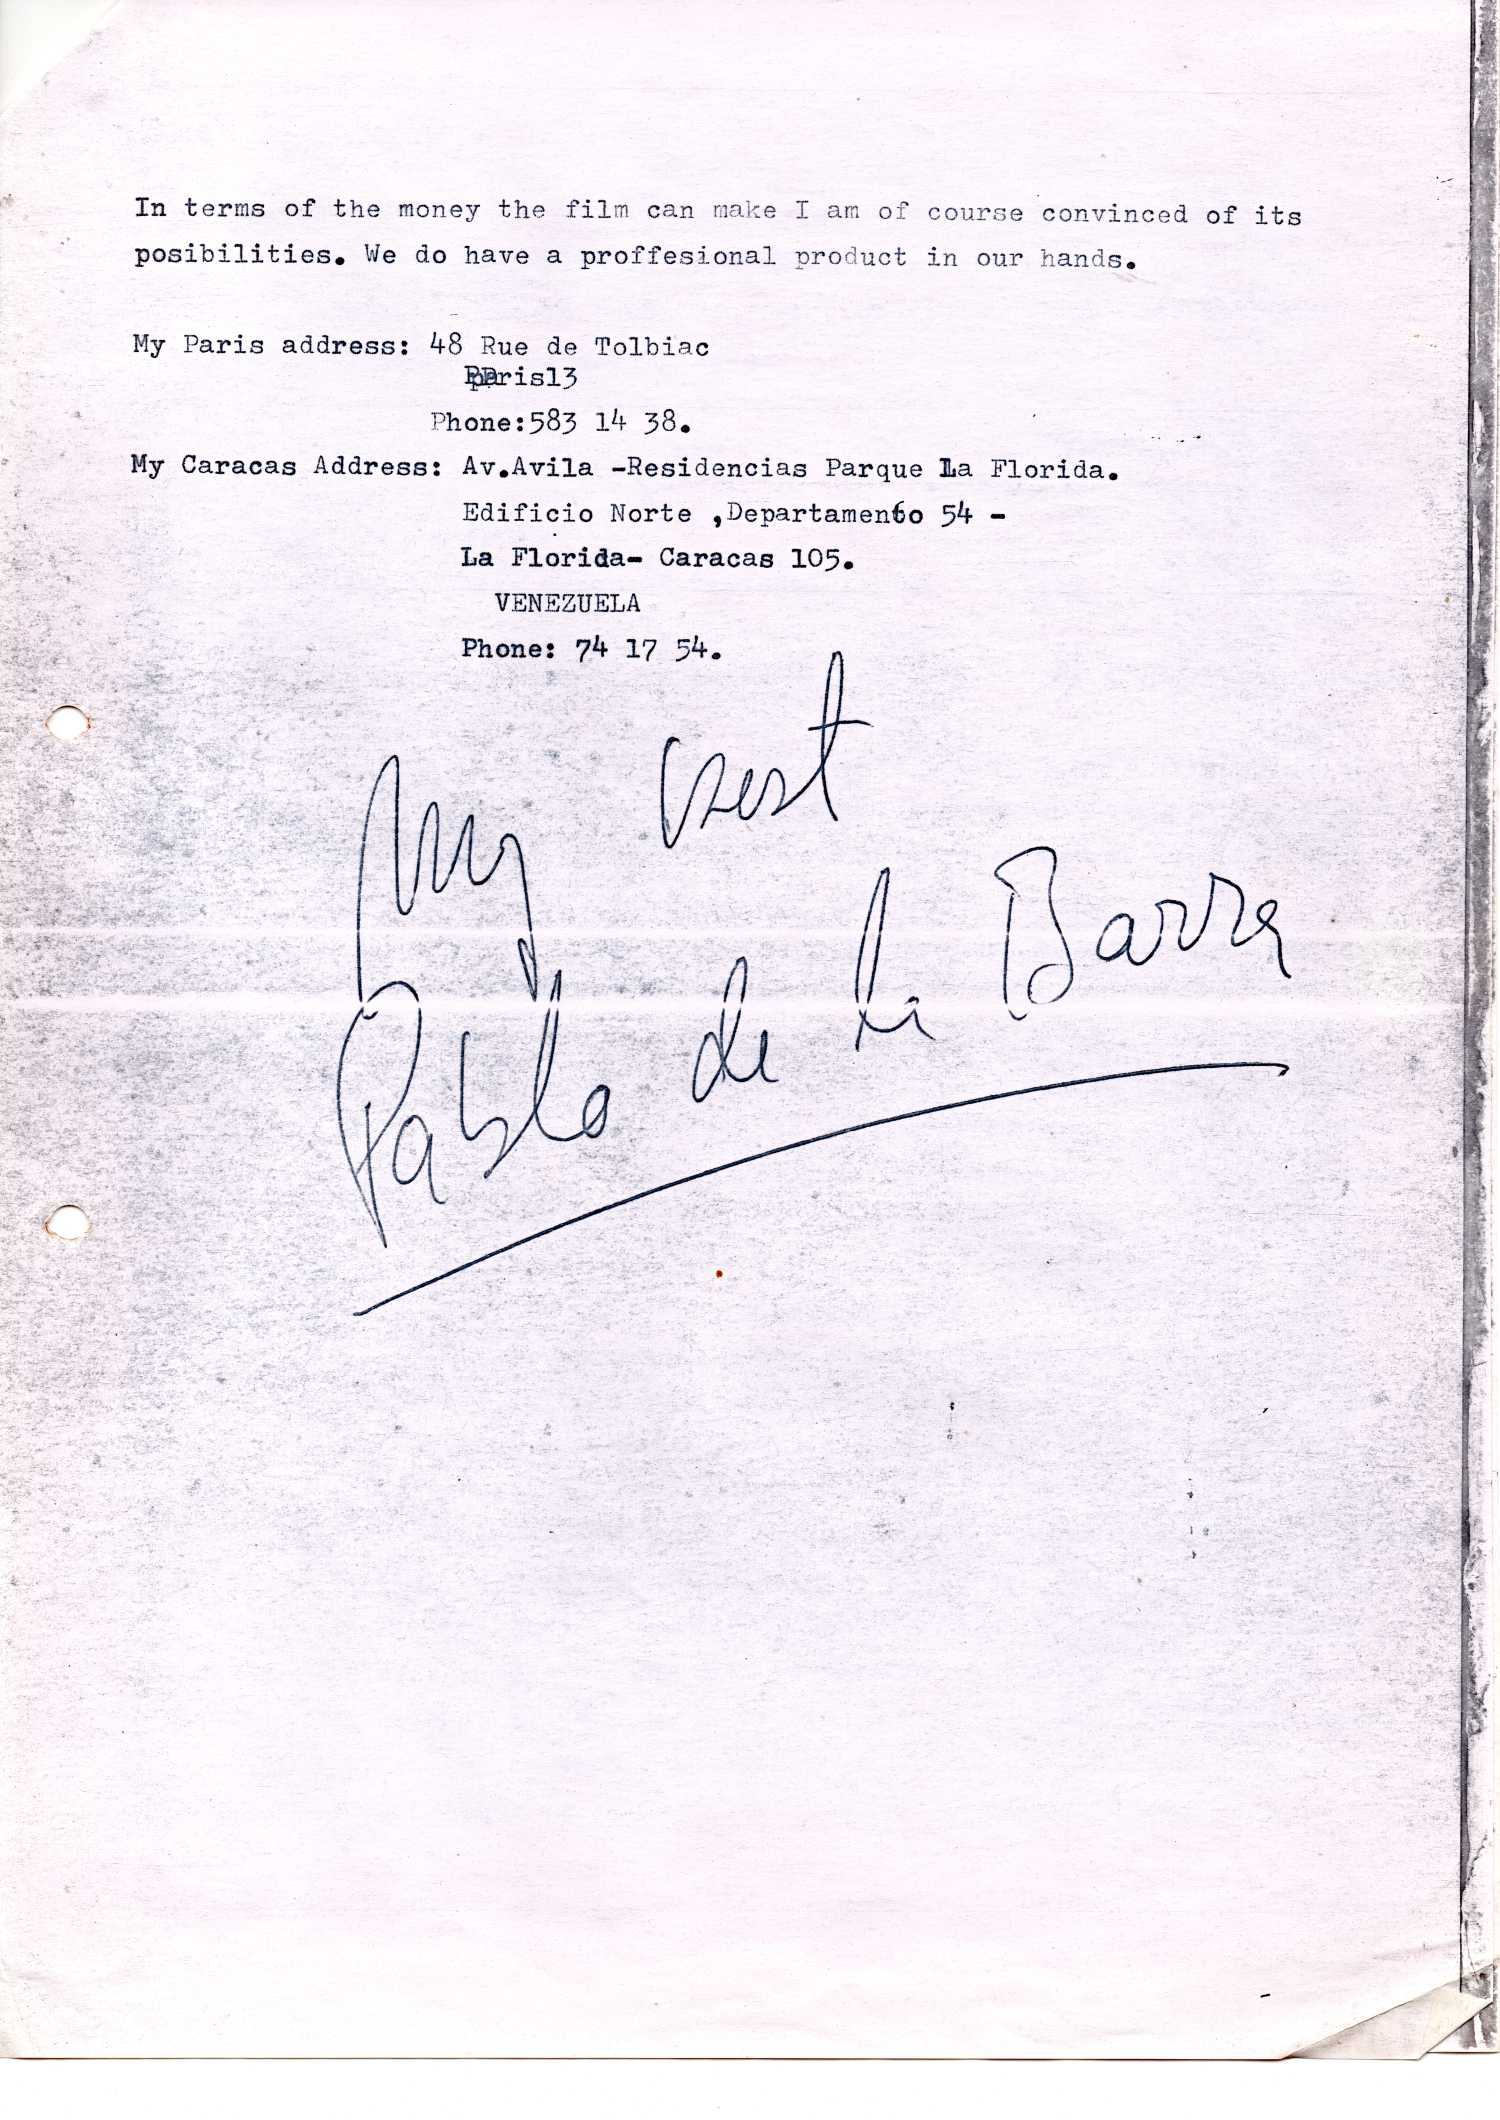 In terms of the money the film can make I am of course convinced of its
posibilities. We do have a proffesional product in our hands.
My Paris address: 48 Rue de Tolbiac
Paris13
Phone:583 14 38.
My Caracas Address: Av.Avila -Residencias Parque La Florida.
Edificio Norte ,Departamento 54 -
La Florida- Caracas 105.
VENEZUELA
Phone: 74 17 54.
My best
Pablo de la Barra